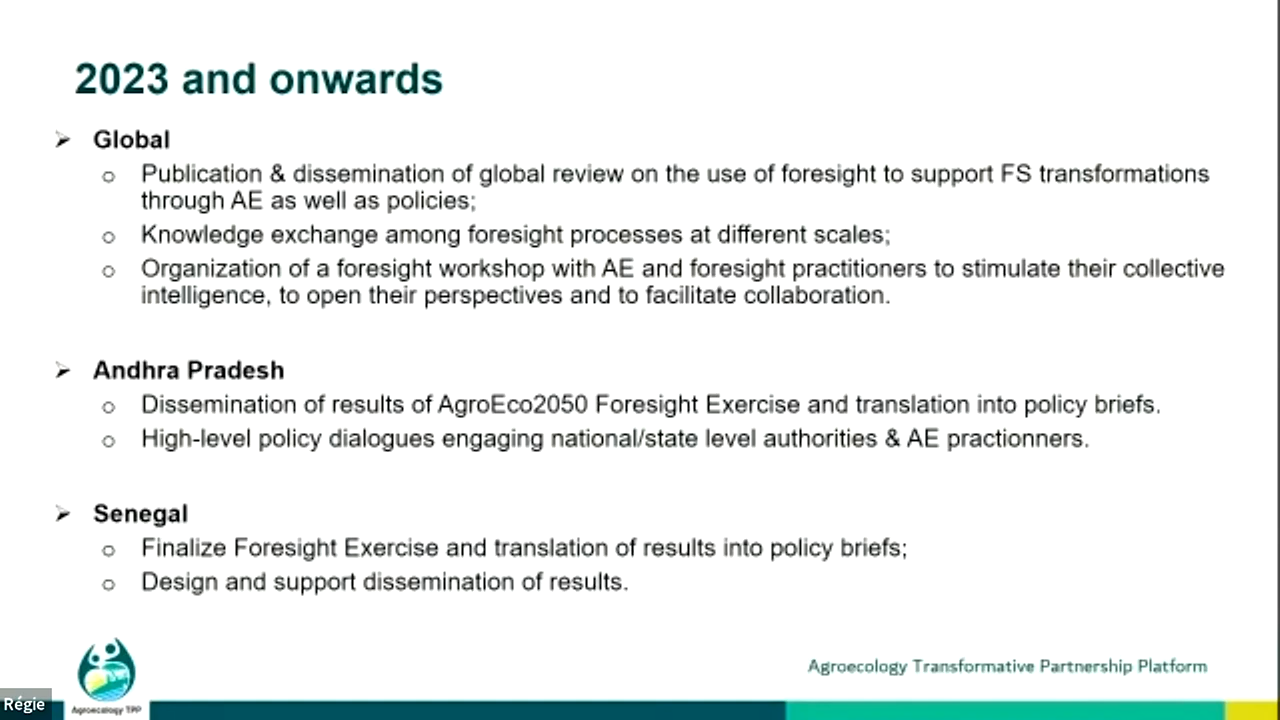 2023 and onwards
Global
Publication & dissemination of global review on the use of foresight to support FS transformations
through AE as well as policies;
Knowledge exchange among foresight processes at different scales;
Organization of a foresight workshop with AE and foresight practitioners to stimulate their collective
intelligence, to open their perspectives and to facilitate collaboration.
Andhra Pradesh
Dissemination of results of AgroEco2050 Foresight Exercise and translation into policy briefs.
High-level policy dialogues engaging national/state level authorities & AE practionners.
Senegal
Finalize Foresight Exercise and translation of results into policy briefs;
Design and support dissemination of results.
Agroecology Transformative Partnership Platform
Régie
Agroecology TPP